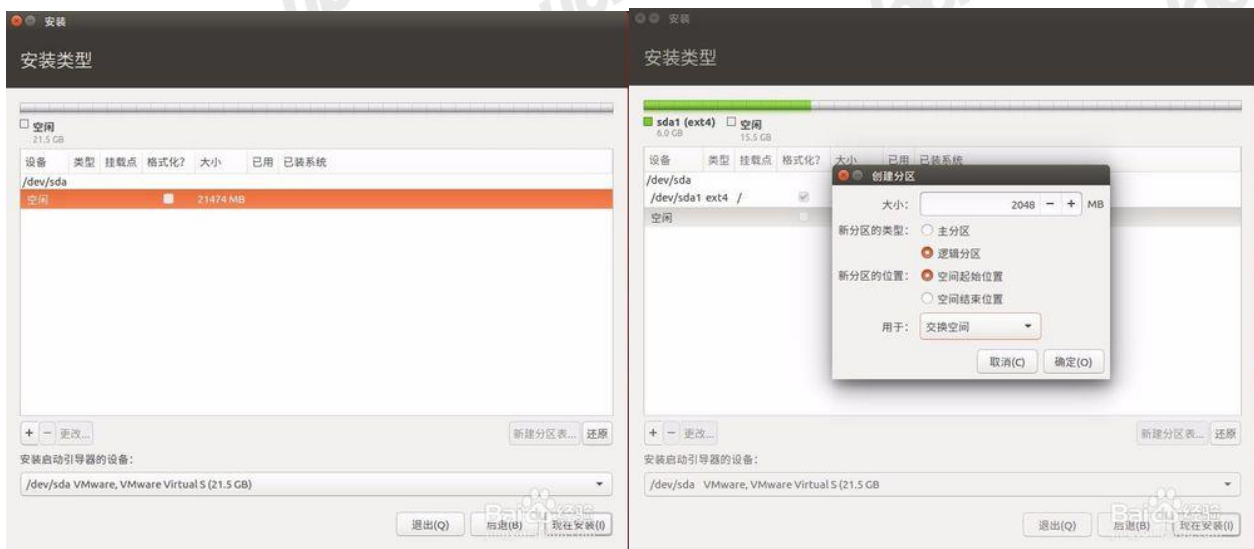 安装
安装类型
空闲
21.5 GB
设备 类型 挂载点 格式化? 大小 已用 已装系统
/dev/sda
空闲 21474 MB
+ − 更改...
新建分区表... 还原
安装启动引导器的设备:
/dev/sda VMware, VMware Virtual S (21.5 GB)
退出(Q) 后退(B) 现在安装(I)
Bai 经验
安装
安装类型
sda1 (ext4) 空闲
6.0 GB 15.5 GB
设备 类型 挂载点 格式化? 大小 已用 已装系统
/dev/sda
/dev/sda1 ext4 /
空闲
创建分区
大小: 2048 − + MB
新分区的类型: 主分区
逻辑分区
新分区的位置: 空间起始位置
空间结束位置
用于: 交换空间
取消(C) 确定(O)
+ − 更改...
新建分区表... 还原
安装启动引导器的设备:
/dev/sda VMware, VMware Virtual S (21.5 GB
退出(Q) 后退(B) 现在安装(I)
Bai 经验